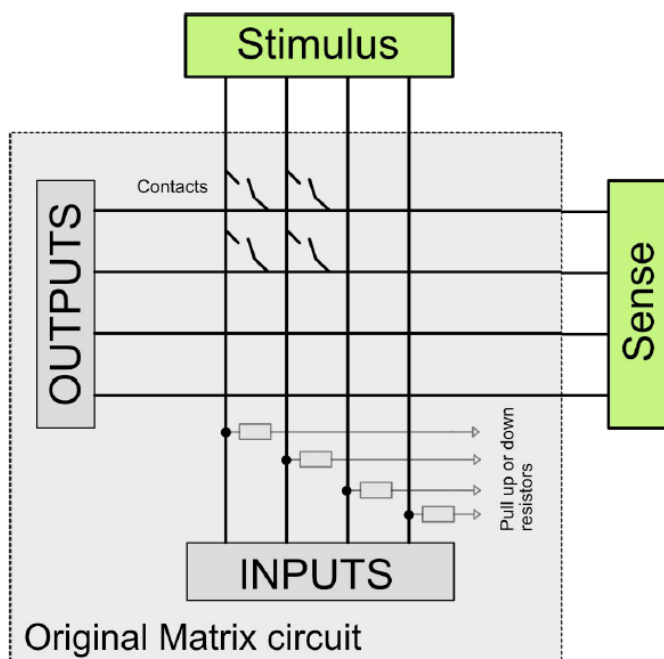 Stimulus
Contacts
OUTPUTS
Sense
Pull up or down
resistors
INPUTS
Original Matrix circuit